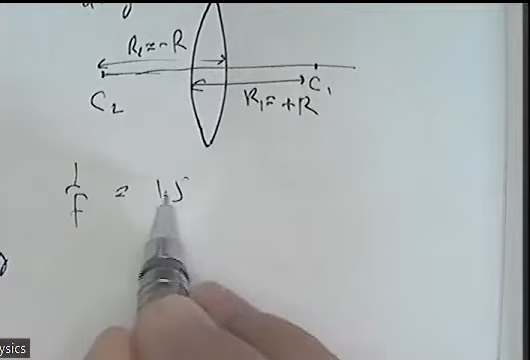 R₁=-R
C₂
C₁
R₁=+R
1/f = 1.5
ysics